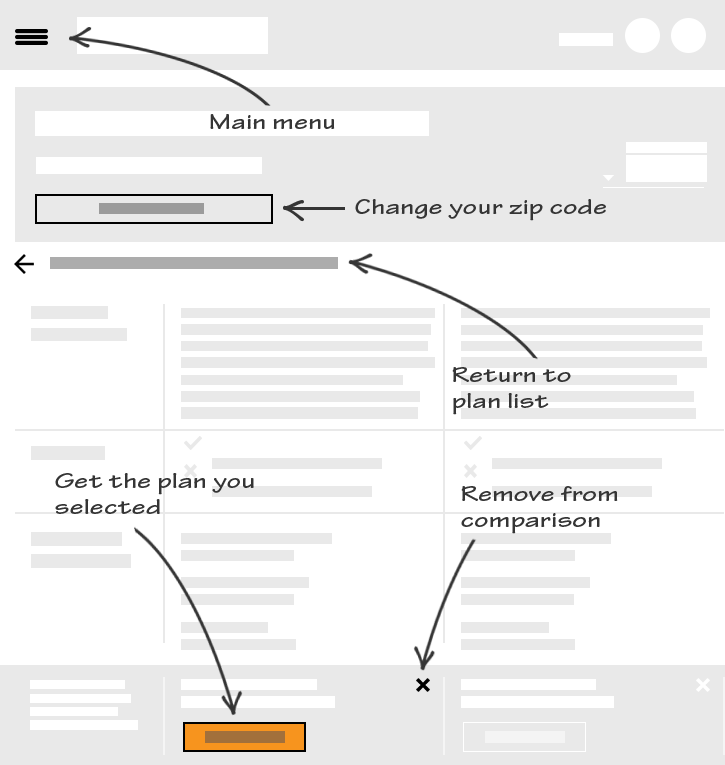 Main menu
Change your zip code
Return to
plan list
Get the plan you
selected
Remove from
comparison